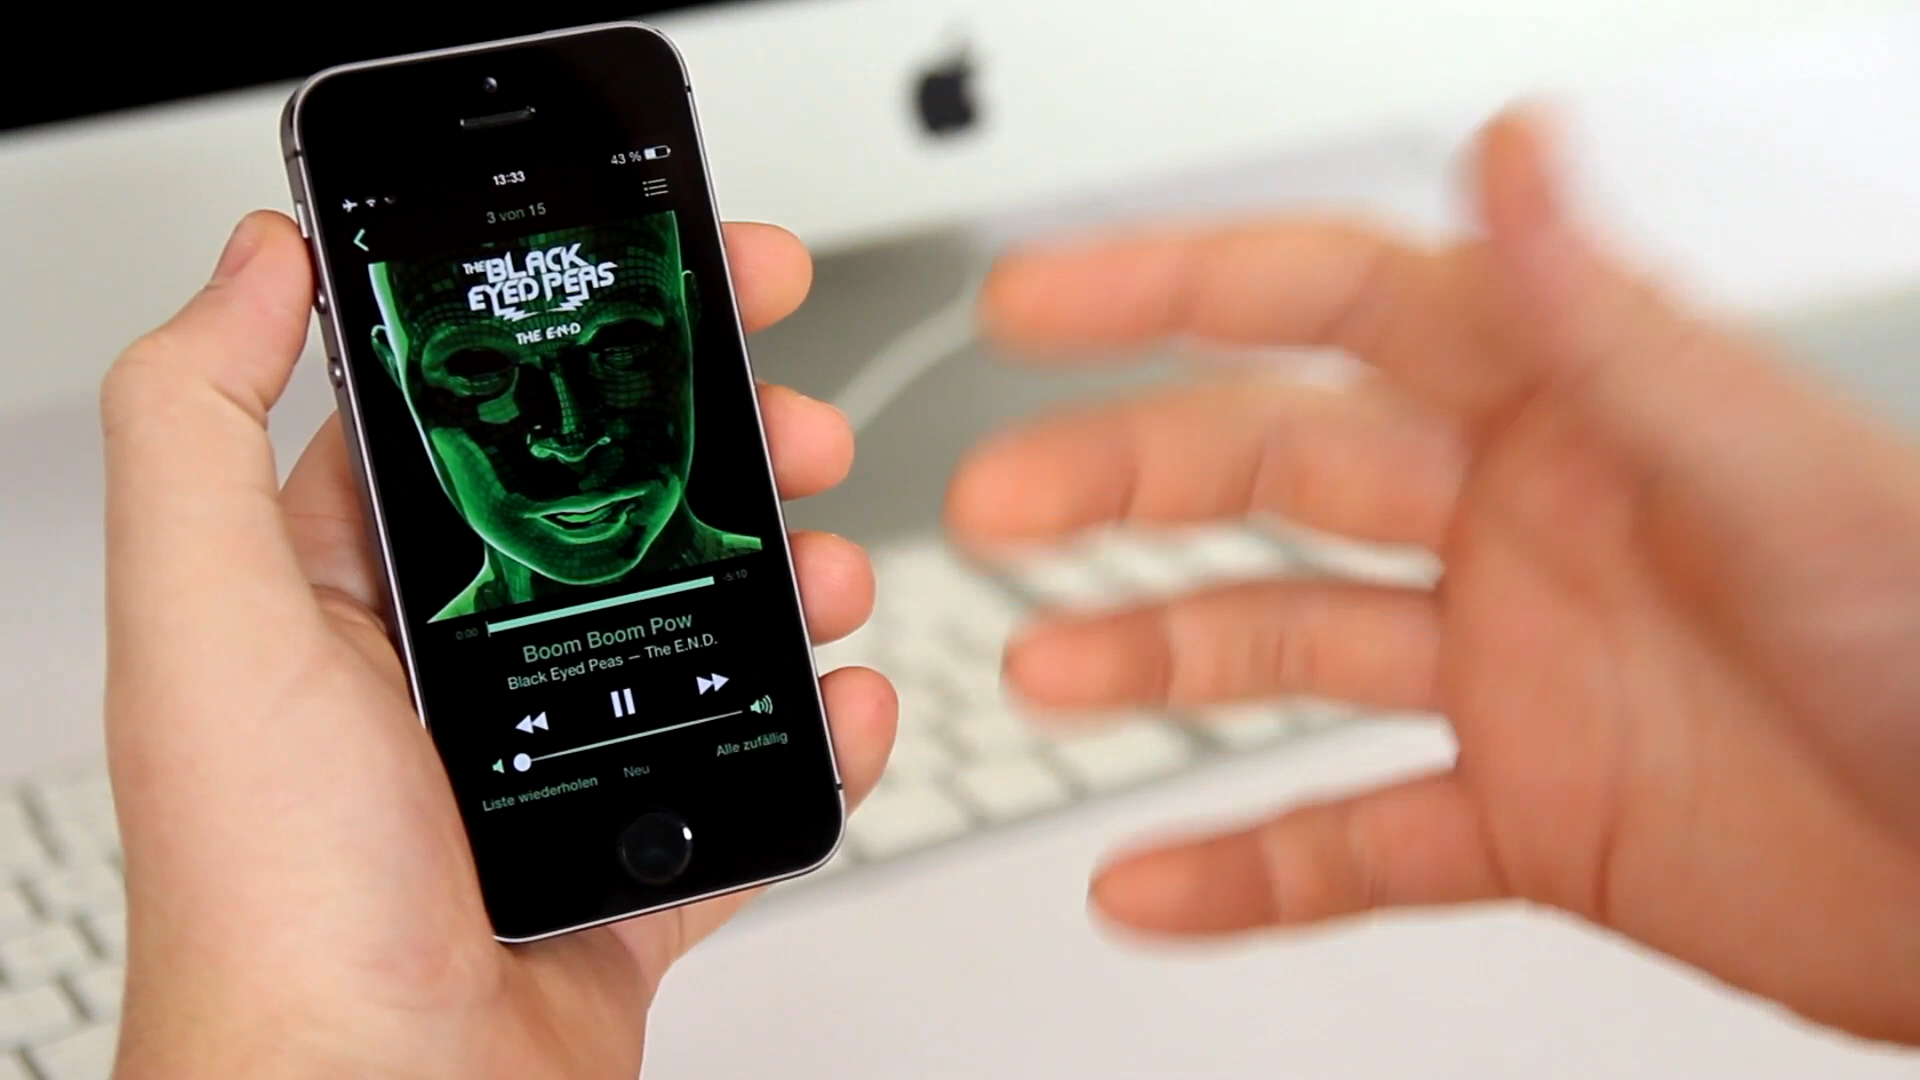 43 %
13:33
3 von 15
THE BLACK
EYED PEAS
THE E·N·D
0:00
-5:10
Boom Boom Pow
Black Eyed Peas — The E.N.D.
Liste wiederholen
Neu
Alle zufällig